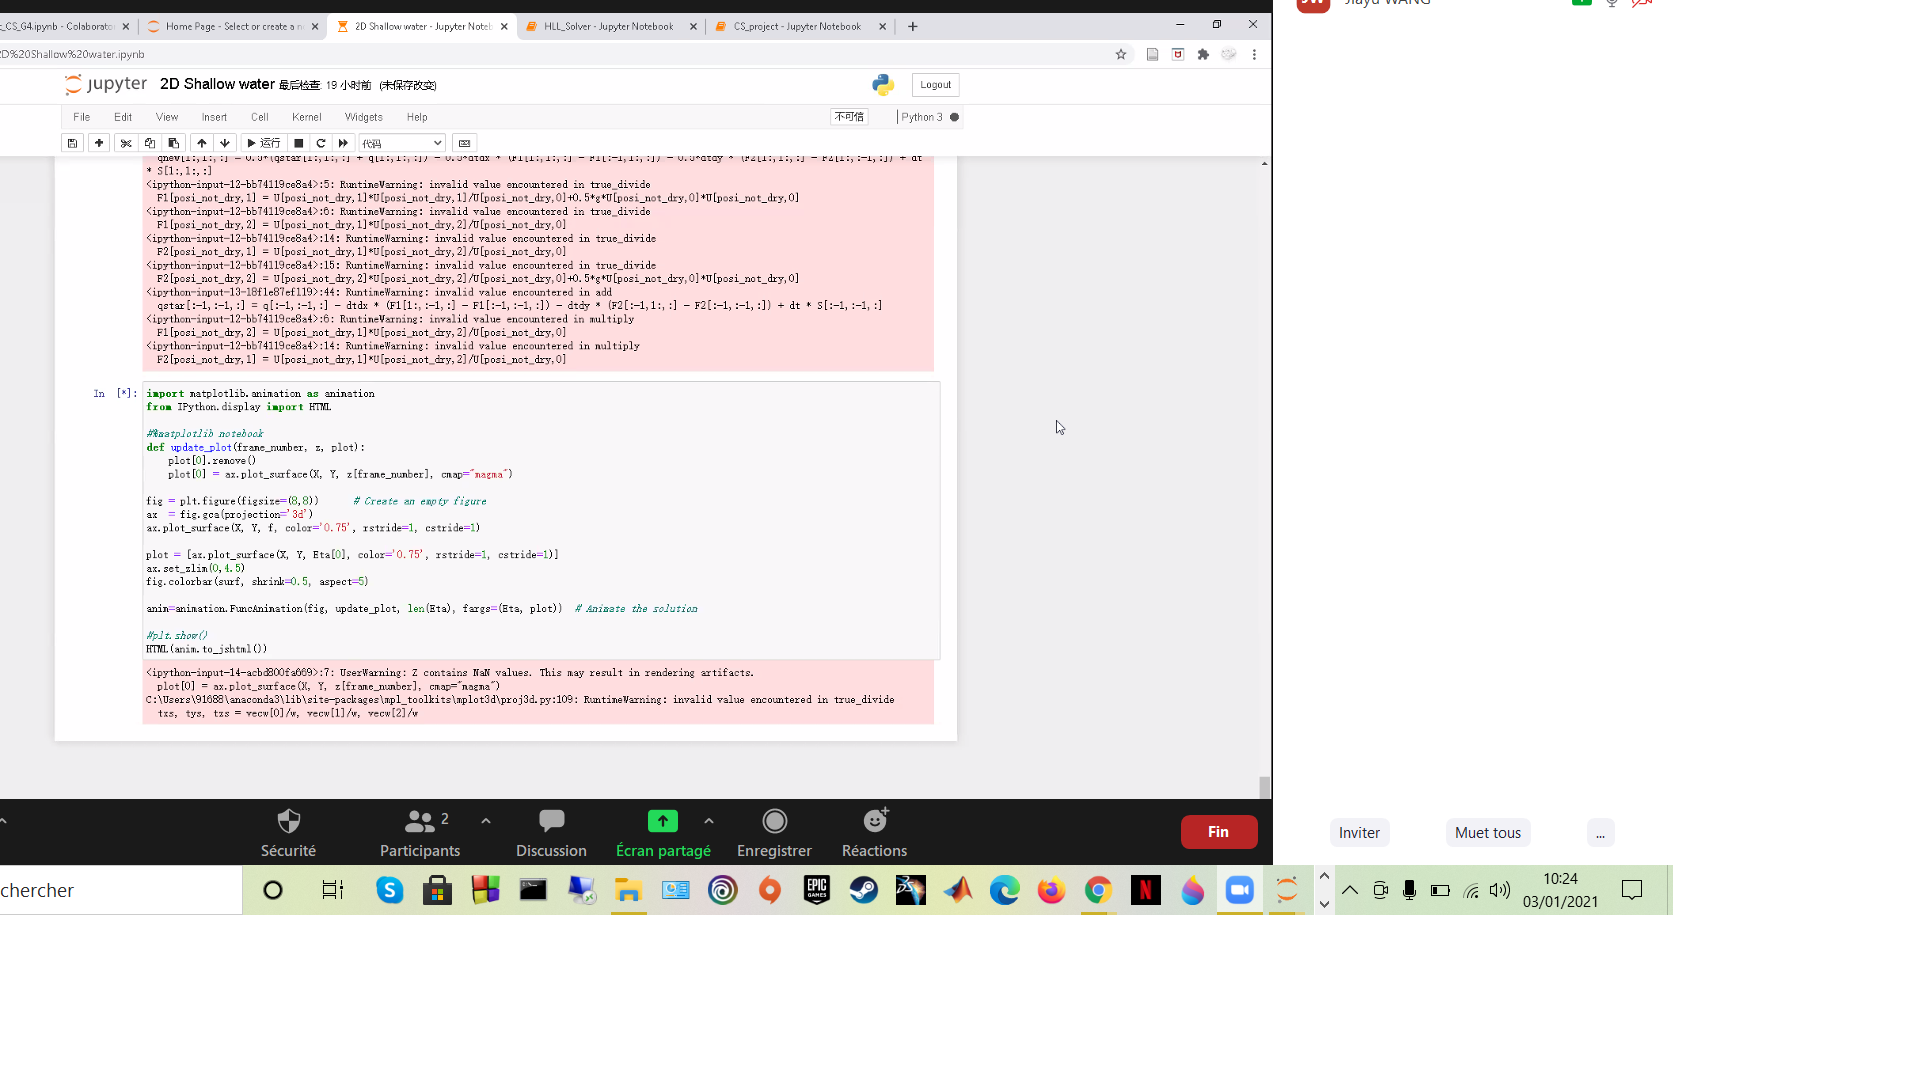 _CS_G4.ipynb - Colaborato
Home Page - Select or create a n
2D Shallow water - Jupyter Noteb
HLL_Solver - Jupyter Notebook
CS_project - Jupyter Notebook
2D%20Shallow%20water.ipynb
jupyter 2D Shallow water 最后检查: 19 小时前 (未保存改变)
Logout
File Edit View Insert Cell Kernel Widgets Help
不可信 Python 3
运行 代码
qnew[1:,1:,:] = 0.5*(qstar[1:,1:,:] + q[1:,1:,:]) - 0.5*dtdx * (F1[1:,1:,:] - F1[:-1,1:,:]) - 0.5*dtdy * (F2[1:,1:,:] - F2[1:,:-1,:]) + dt
* S[1:,1:,:]
<ipython-input-12-bb74119ce8a4>:5: RuntimeWarning: invalid value encountered in true_divide
F1[posi_not_dry,1] = U[posi_not_dry,1]*U[posi_not_dry,1]/U[posi_not_dry,0]+0.5*g*U[posi_not_dry,0]*U[posi_not_dry,0]
<ipython-input-12-bb74119ce8a4>:6: RuntimeWarning: invalid value encountered in true_divide
F1[posi_not_dry,2] = U[posi_not_dry,1]*U[posi_not_dry,2]/U[posi_not_dry,0]
<ipython-input-12-bb74119ce8a4>:14: RuntimeWarning: invalid value encountered in true_divide
F2[posi_not_dry,1] = U[posi_not_dry,1]*U[posi_not_dry,2]/U[posi_not_dry,0]
<ipython-input-12-bb74119ce8a4>:15: RuntimeWarning: invalid value encountered in true_divide
F2[posi_not_dry,2] = U[posi_not_dry,2]*U[posi_not_dry,2]/U[posi_not_dry,0]+0.5*g*U[posi_not_dry,0]*U[posi_not_dry,0]
<ipython-input-13-18f1e87ef119>:44: RuntimeWarning: invalid value encountered in add
qstar[:-1,:-1,:] = q[:-1,:-1,:] - dtdx * (F1[1:,:-1,:] - F1[:-1,:-1,:]) - dtdy * (F2[:-1,1:,:] - F2[:-1,:-1,:]) + dt * S[:-1,:-1,:]
<ipython-input-12-bb74119ce8a4>:6: RuntimeWarning: invalid value encountered in multiply
F1[posi_not_dry,2] = U[posi_not_dry,1]*U[posi_not_dry,2]/U[posi_not_dry,0]
<ipython-input-12-bb74119ce8a4>:14: RuntimeWarning: invalid value encountered in multiply
F2[posi_not_dry,1] = U[posi_not_dry,1]*U[posi_not_dry,2]/U[posi_not_dry,0]
In [*]: import matplotlib.animation as animation
from IPython.display import HTML
#%matplotlib notebook
def update_plot(frame_number, z, plot):
plot[0].remove()
plot[0] = ax.plot_surface(X, Y, z[frame_number], cmap="magma")
fig = plt.figure(figsize=(8,8)) # Create an empty figure
ax = fig.gca(projection='3d')
ax.plot_surface(X, Y, f, color='0.75', rstride=1, cstride=1)
plot = [ax.plot_surface(X, Y, Eta[0], color='0.75', rstride=1, cstride=1)]
ax.set_zlim(0,4.5)
fig.colorbar(surf, shrink=0.5, aspect=5)
anim=animation.FuncAnimation(fig, update_plot, len(Eta), fargs=(Eta, plot)) # Animate the solution
#plt.show()
HTML(anim.to_jshtml())
<ipython-input-14-acbd800fa669>:7: UserWarning: Z contains NaN values. This may result in rendering artifacts.
plot[0] = ax.plot_surface(X, Y, z[frame_number], cmap="magma")
C:\Users\91688\anaconda3\lib\site-packages\mpl_toolkits\mplot3d\proj3d.py:109: RuntimeWarning: invalid value encountered in true_divide
txs, tys, tzs = vecw[0]/w, vecw[1]/w, vecw[2]/w
JW Jiayu WANG
Sécurité
Participants 2
Discussion
Écran partagé
Enregistrer
Réactions
Fin
Inviter
Muet tous
...
chercher
EPIC GAMES
10:24
03/01/2021